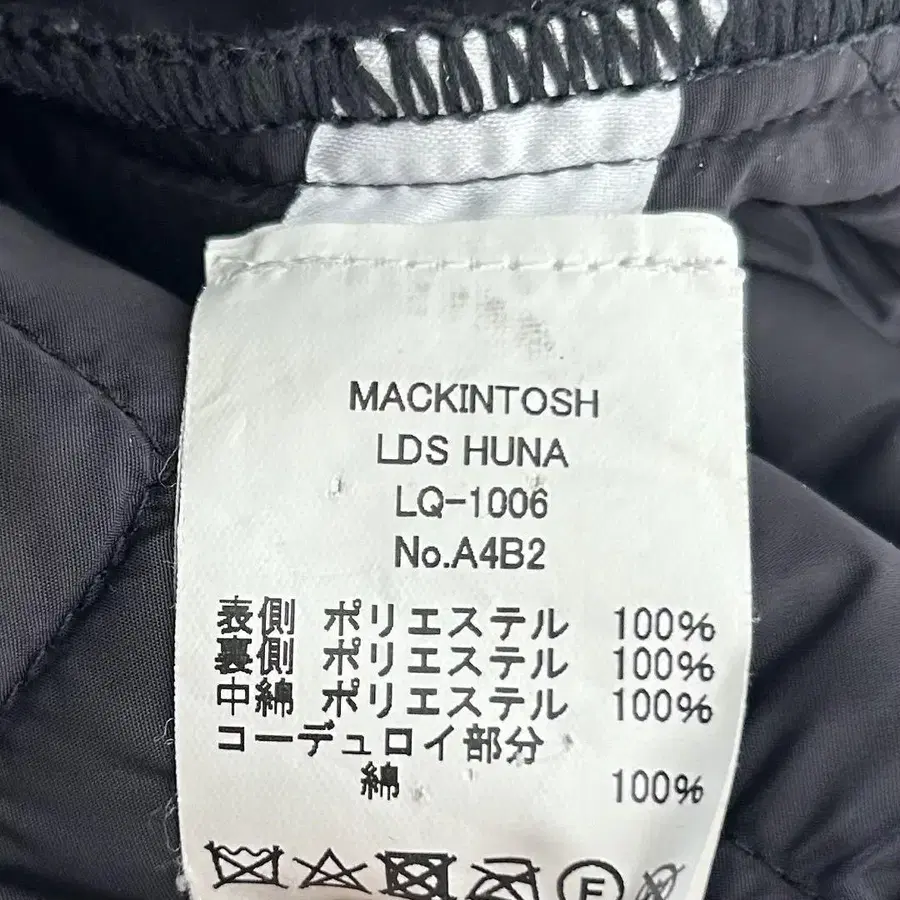 MACKINTOSH
LDS HUNA
LQ-1006
No.A4B2
表側 ポリエステル 100%
裏側 ポリエステル 100%
中綿 ポリエステル 100%
コーデュロイ部分
綿 100%
F